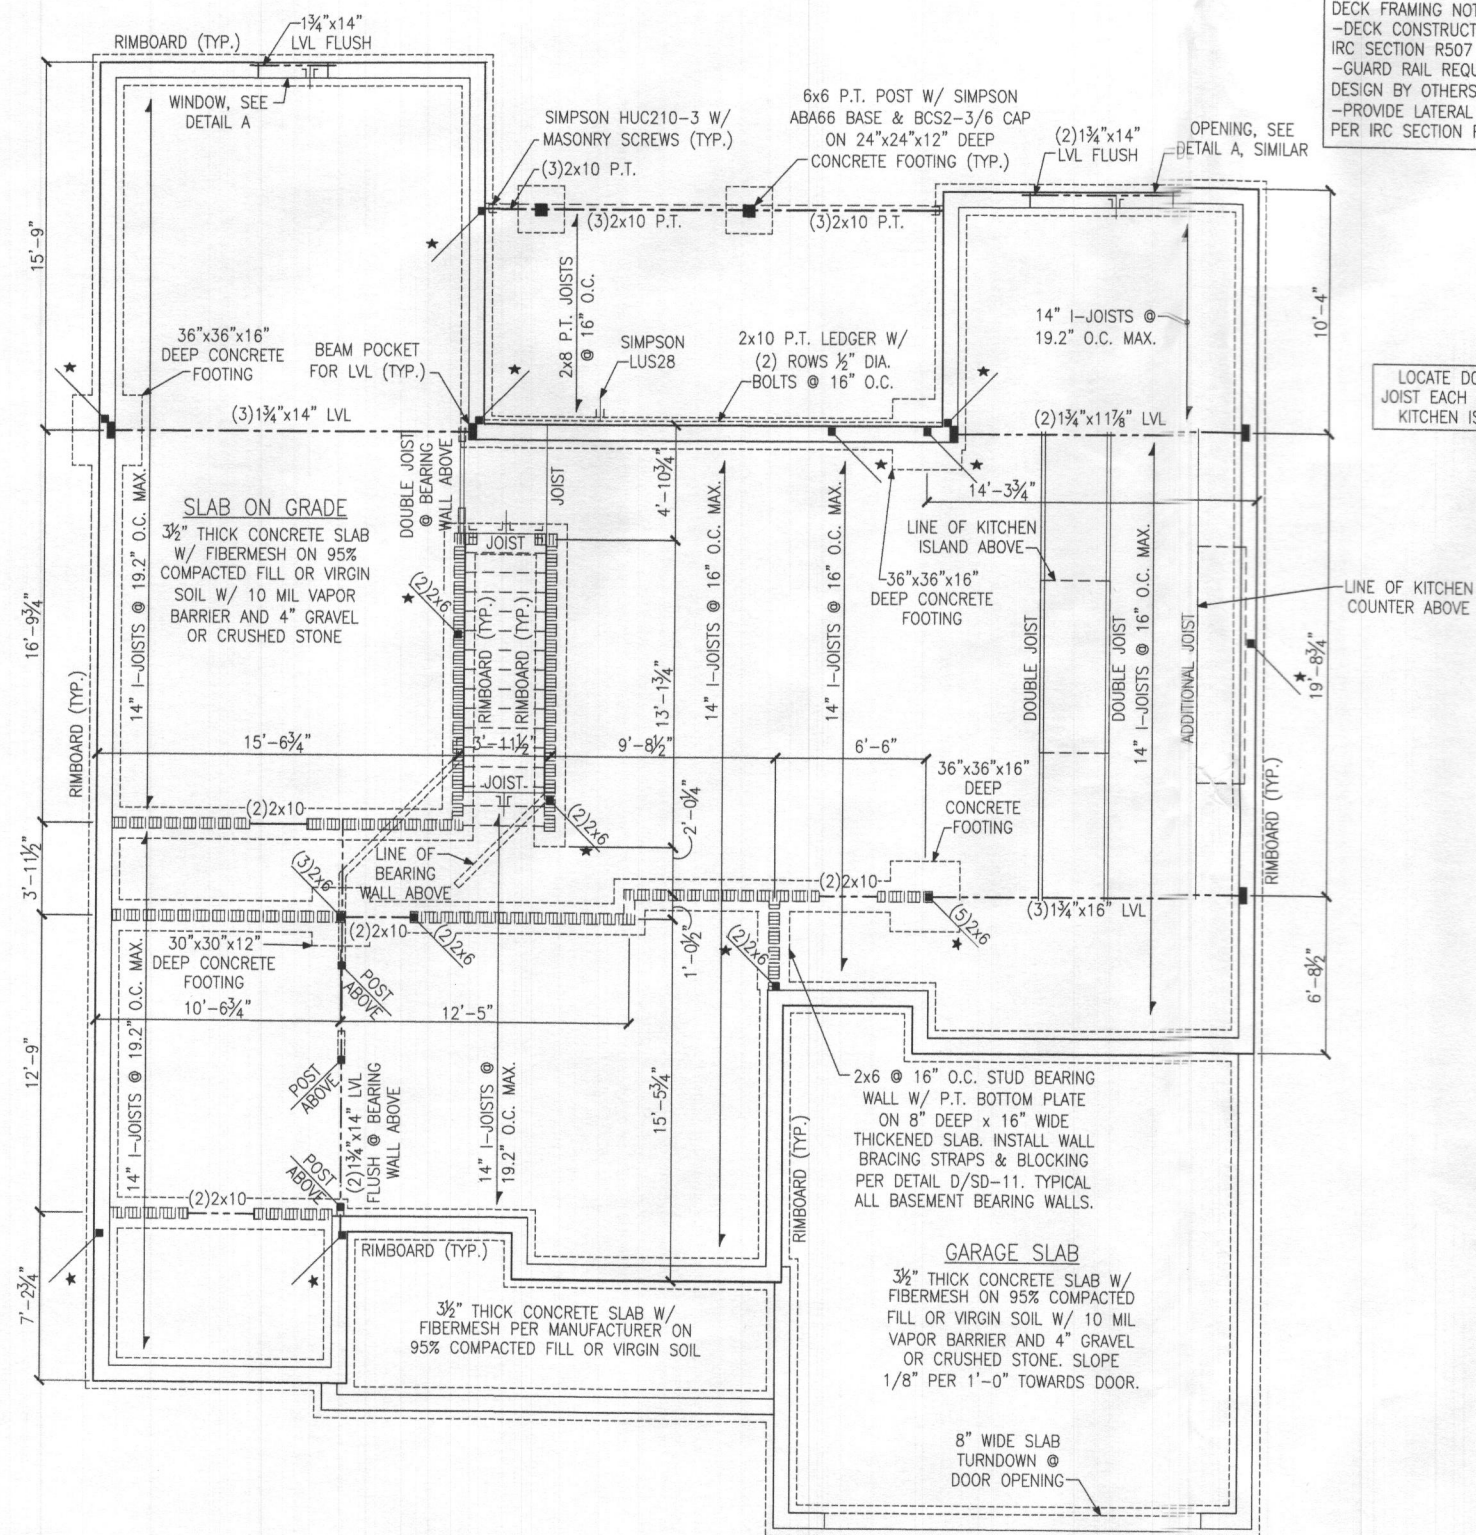 DECK FRAMING
-DECK CONSTRUCT
IRC SECTION R507
-GUARD RAIL
DESIGN BY OTHERS
-PROVIDE LATERAL
PER IRC SECTION
1¾"x14"
LVL FLUSH
RIMBOARD (TYP.)
WINDOW, SEE
DETAIL A
SIMPSON HUC210-3 W/
MASONRY SCREWS (TYP.)
(3)2x10 P.T.
6x6 P.T. POST W/ SIMPSON
ABA66 BASE & BCS2-3/6 CAP
ON 24"x24"x12" DEEP
CONCRETE FOOTING (TYP.)
(2)1¾"x14"
LVL FLUSH
OPENING, SEE
DETAIL A, SIMILAR
(3)2x10 P.T.
(3)2x10 P.T.
15'-9"
10'-4"
2x8 P.T. JOISTS
@ 16" O.C.
14" I-JOISTS @
19.2" O.C. MAX.
36"x36"x16"
DEEP CONCRETE
FOOTING
BEAM POCKET
FOR LVL (TYP.)
SIMPSON
LUS28
2x10 P.T. LEDGER W/
(2) ROWS ½" DIA.
BOLTS @ 16" O.C.
LOCATE
JOIST EACH
KITCHEN
(3)1¾"x14" LVL
(2)1¾"x11⅞" LVL
DOUBLE JOIST
@ BEARING
WALL ABOVE
JOIST
4'-10¾"
14'-3¾"
14" I-JOISTS @ 19.2" O.C. MAX.
SLAB ON GRADE
3½" THICK CONCRETE SLAB
W/ FIBERMESH ON 95%
COMPACTED FILL OR VIRGIN
SOIL W/ 10 MIL VAPOR
BARRIER AND 4" GRAVEL
OR CRUSHED STONE
JOIST
(2)2x6
RIMBOARD (TYP.)
RIMBOARD (TYP.)
14" I-JOISTS @ 16" O.C. MAX.
14" I-JOISTS @ 16" O.C. MAX.
LINE OF KITCHEN
ISLAND ABOVE
36"x36"x16"
DEEP CONCRETE
FOOTING
LINE OF KITCHEN
COUNTER ABOVE
16'-9¾"
13'-1¾"
DOUBLE JOIST
DOUBLE JOIST
14" I-JOISTS @ 16" O.C. MAX.
ADDITIONAL JOIST
19'-8¾"
RIMBOARD (TYP.)
15'-6¾"
3'-11½"
9'-8½"
6'-6"
36"x36"x16"
DEEP
CONCRETE
FOOTING
JOIST
(2)2x10
(2)2x6
2'-0¼"
RIMBOARD (TYP.)
3'-11½"
LINE OF
BEARING
WALL ABOVE
(3)2x6
(2)2x10
(3)1¾"x16" LVL
(5)2x6
(2)2x10
(2)2x6
30"x30"x12"
DEEP CONCRETE
FOOTING
1'-0½"
(2)2x6
6'-8½"
POST
ABOVE
10'-6¾"
12'-5"
12'-9"
14" I-JOISTS @ 19.2" O.C. MAX.
POST
ABOVE
(2)1¾"x14" LVL
FLUSH @ BEARING
WALL ABOVE
14" I-JOISTS @
19.2" O.C. MAX.
15'-5¾"
2x6 @ 16" O.C. STUD BEARING
WALL W/ P.T. BOTTOM PLATE
ON 8" DEEP x 16" WIDE
THICKENED SLAB. INSTALL WALL
BRACING STRAPS & BLOCKING
PER DETAIL D/SD-11. TYPICAL
ALL BASEMENT BEARING WALLS.
RIMBOARD (TYP.)
POST
ABOVE
(2)2x10
RIMBOARD (TYP.)
7'-2¾"
3½" THICK CONCRETE SLAB W/
FIBERMESH PER MANUFACTURER ON
95% COMPACTED FILL OR VIRGIN SOIL
GARAGE SLAB
3½" THICK CONCRETE SLAB W/
FIBERMESH ON 95% COMPACTED
FILL OR VIRGIN SOIL W/ 10 MIL
VAPOR BARRIER AND 4" GRAVEL
OR CRUSHED STONE. SLOPE
1/8" PER 1'-0" TOWARDS DOOR.
8" WIDE SLAB
TURNDOWN @
DOOR OPENING